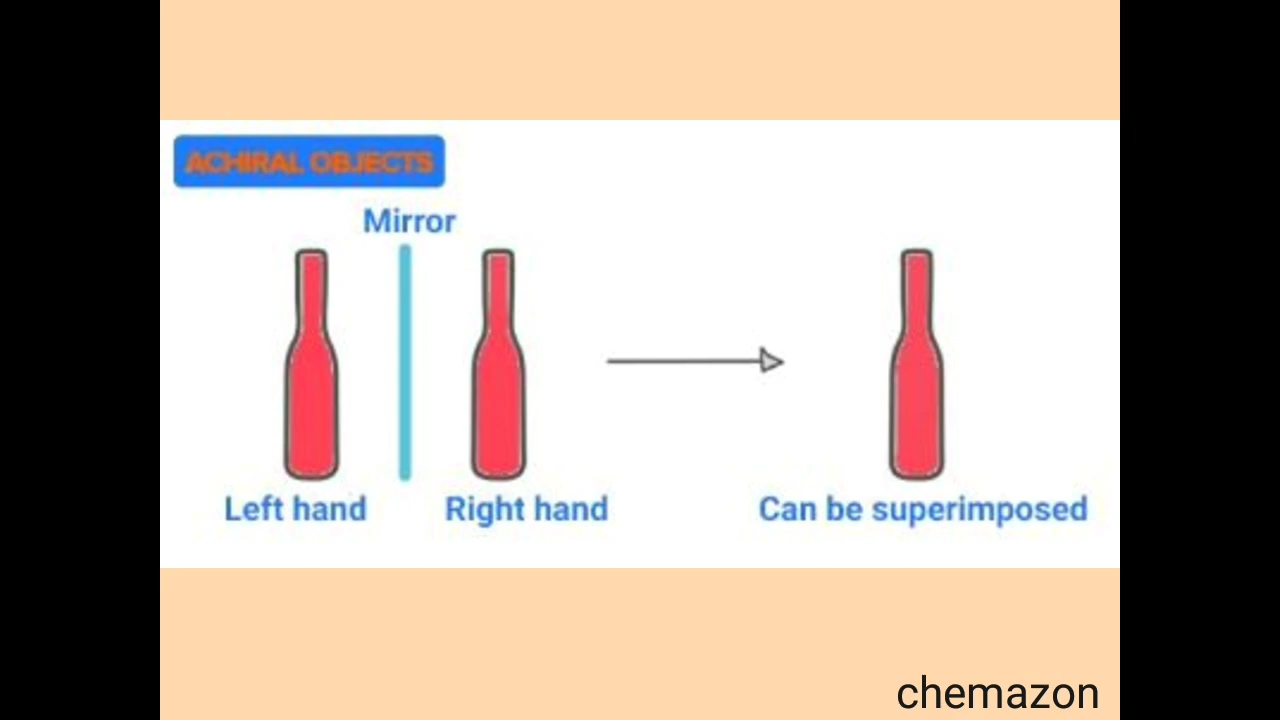 ACHIRAL OBJECTS
Mirror
Left hand
Right hand
Can be superimposed
chemazon